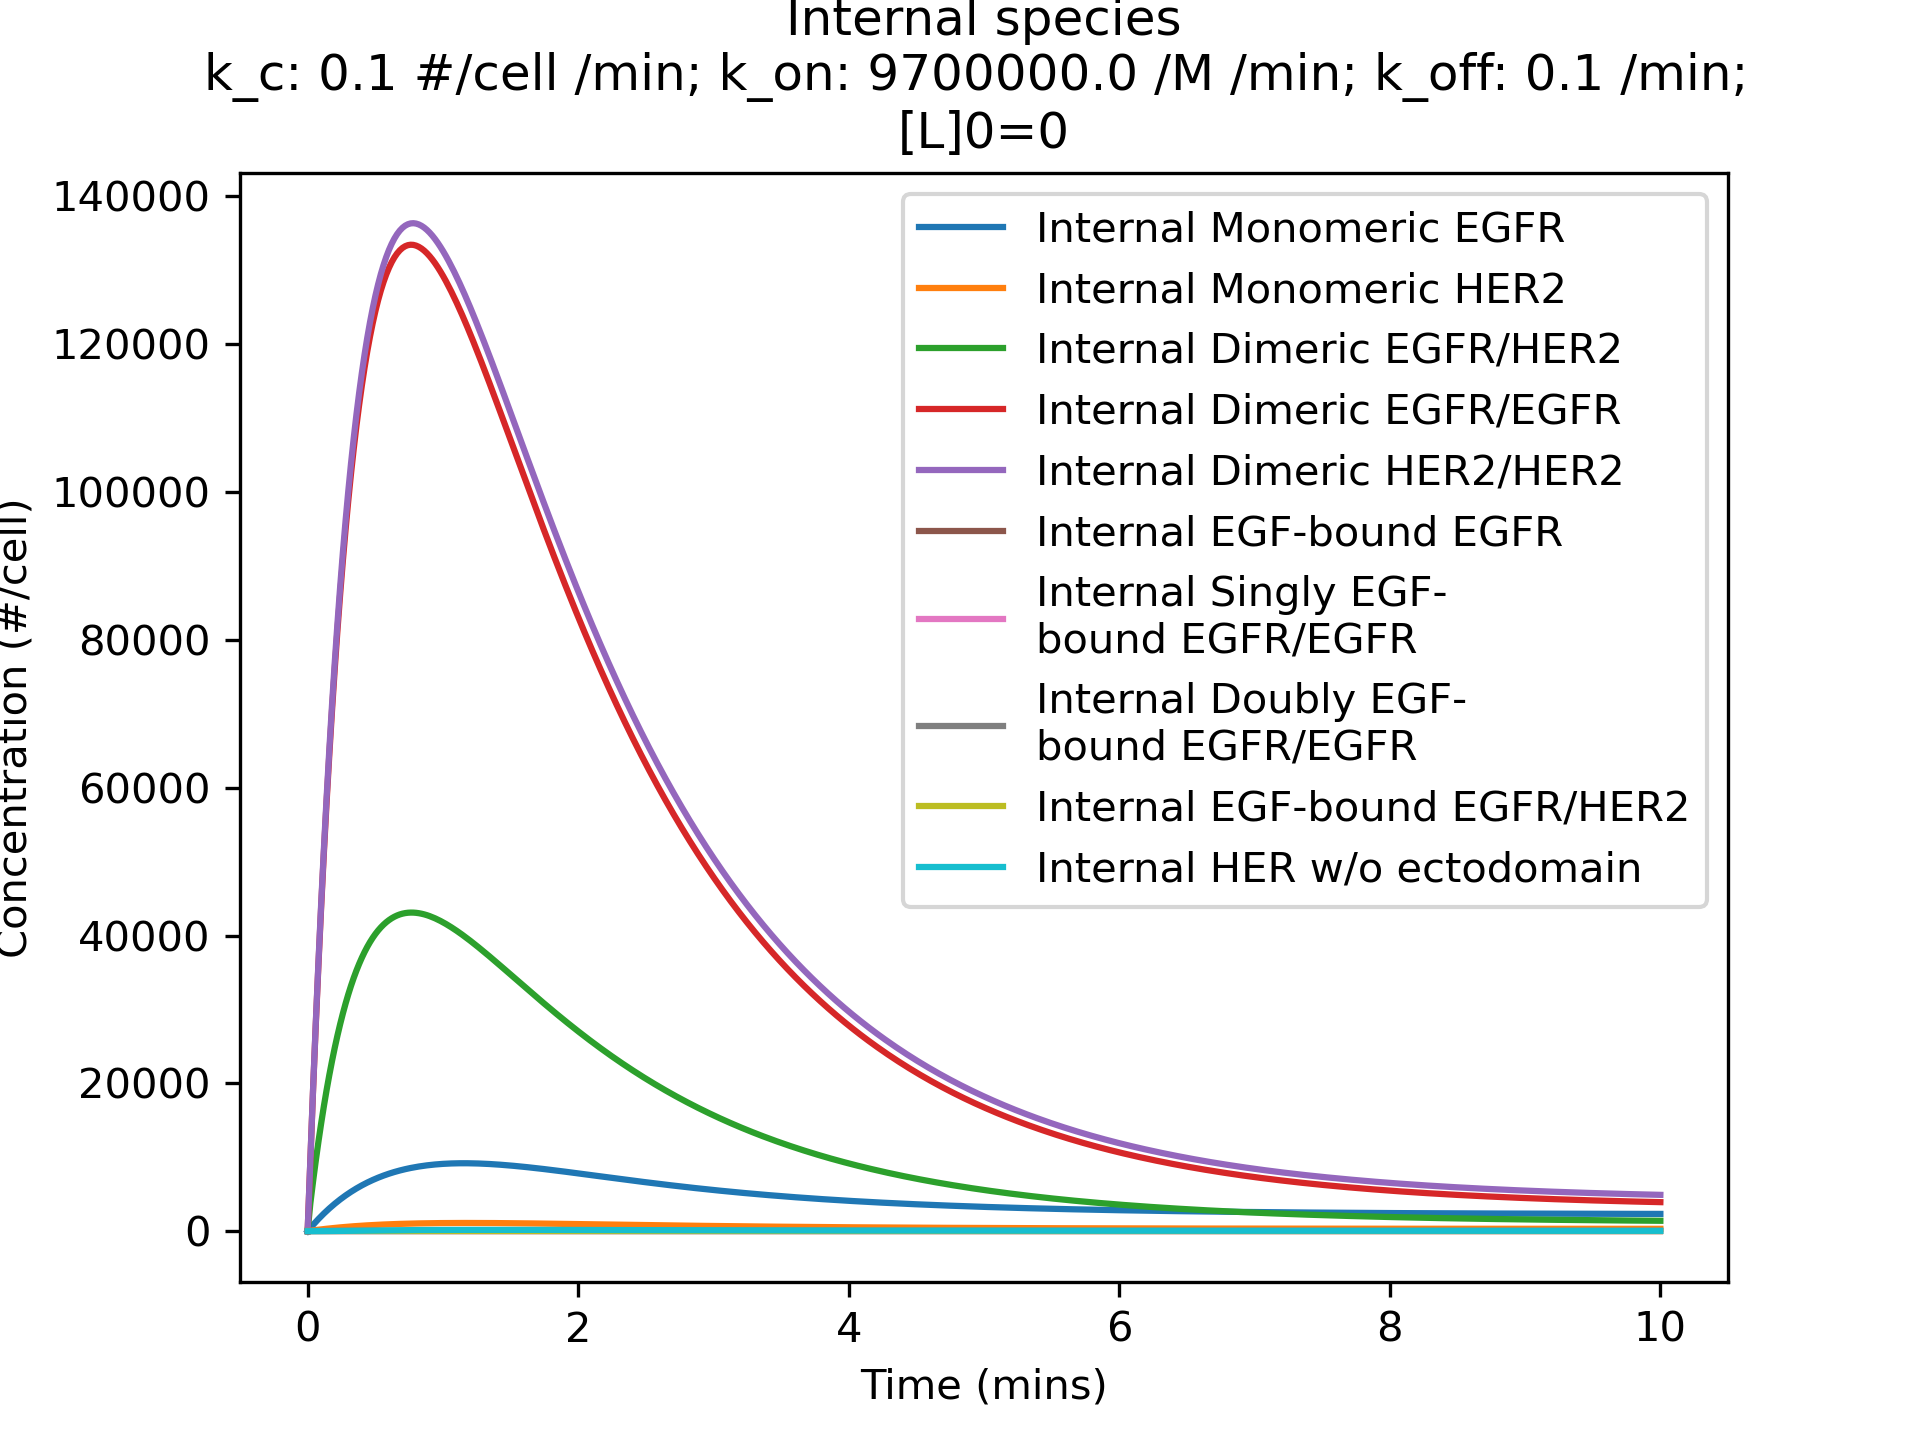 Internal species
k_c: 0.1 #/cell /min; k_on: 9700000.0 /M /min; k_off: 0.1 /min;
[L]0=0
Concentration (#/cell)
140000
120000
100000
80000
60000
40000
20000
0
Internal Monomeric EGFR
Internal Monomeric HER2
Internal Dimeric EGFR/HER2
Internal Dimeric EGFR/EGFR
Internal Dimeric HER2/HER2
Internal EGF-bound EGFR
Internal Singly EGF-
bound EGFR/EGFR
Internal Doubly EGF-
bound EGFR/EGFR
Internal EGF-bound EGFR/HER2
Internal HER w/o ectodomain
0 2 4 6 8 10
Time (mins)